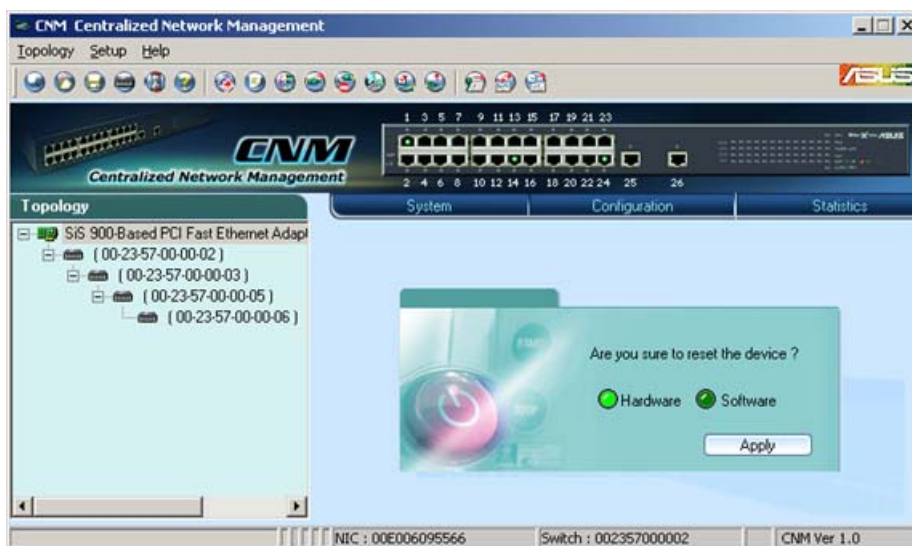 CNM Centralized Network Management
Topology Setup Help
ASUS
1 3 5 7 9 11 13 15 17 19 21 23
CNM
Centralized Network Management
2 4 6 8 10 12 14 16 18 20 22 24 25 26
Topology
System Configuration Statistics
SiS 900-Based PCI Fast Ethernet Adapt
( 00-23-57-00-00-02 )
( 00-23-57-00-00-03 )
( 00-23-57-00-00-05 )
( 00-23-57-00-00-06 )
Are you sure to reset the device ?
Hardware Software
Apply
NIC : 00E006095566 Switch : 002357000002 CNM Ver 1.0